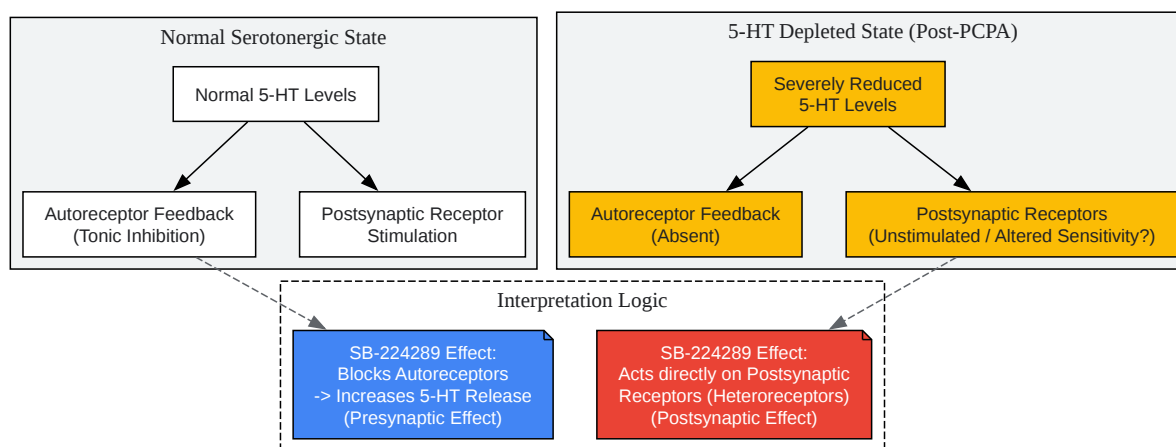 Normal Serotonergic State
Normal 5-HT Levels
Autoreceptor Feedback
(Tonic Inhibition)
Postsynaptic Receptor
Stimulation
5-HT Depleted State (Post-PCPA)
Severely Reduced
5-HT Levels
Autoreceptor Feedback
(Absent)
Postsynaptic Receptors
(Unstimulated / Altered Sensitivity?)
Interpretation Logic
SB-224289 Effect:
Blocks Autoreceptors
-> Increases 5-HT Release
(Presynaptic Effect)
SB-224289 Effect:
Acts directly on Postsynaptic
Receptors (Heteroreceptors)
(Postsynaptic Effect)